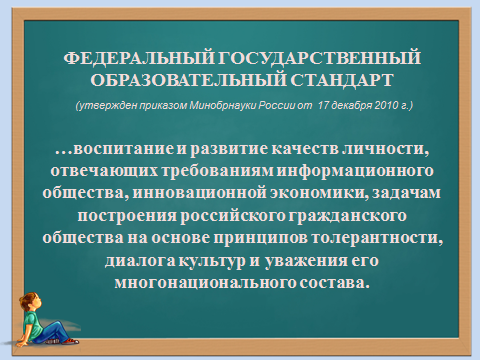 ФЕДЕРАЛЬНЫЙ ГОСУДАРСТВЕННЫЙ
ОБРАЗОВАТЕЛЬНЫЙ СТАНДАРТ
(утвержден приказом Минобрнауки России от 17 декабря 2010 г.)
…воспитание и развитие качеств личности,
отвечающих требованиям информационного
общества, инновационной экономики, задачам
построения российского гражданского
общества на основе принципов толерантности,
диалога культур и уважения его
многонационального состава.